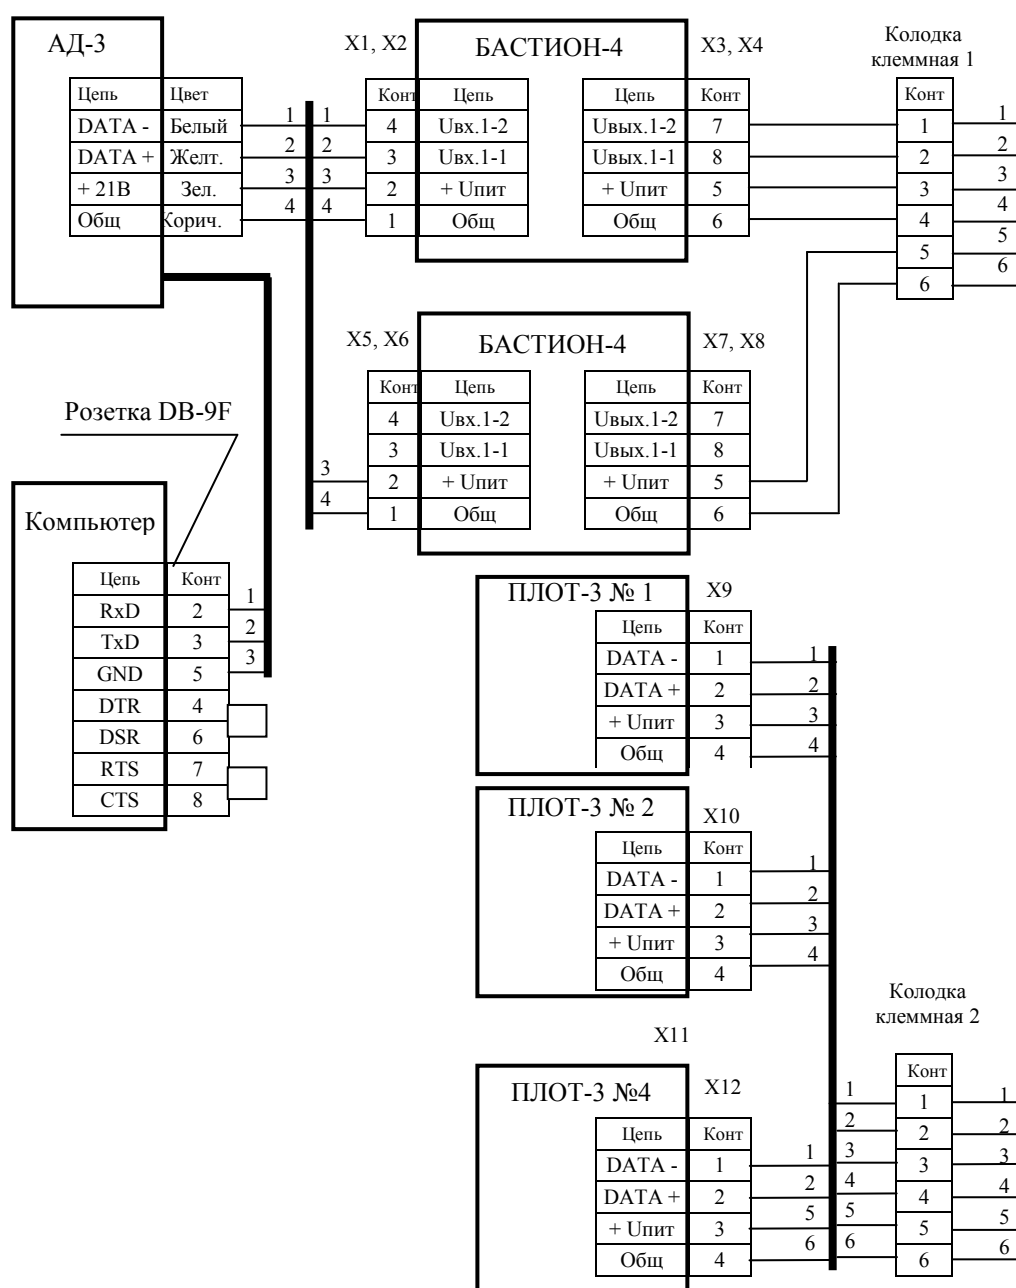 АД-3
Цепь Цвет
DATA - Белый 1
DATA + Желт. 2
+ 21В Зел. 3
Общ Корич. 4
X1, X2
БАСТИОН-4
X3, X4
Конт Цепь
1 4 Uвх.1-2
2 3 Uвх.1-1
3 2 + Uпит
4 1 Общ
Цепь Конт
Uвых.1-2 7
Uвых.1-1 8
+ Uпит 5
Общ 6
Колодка
клеммная 1
Конт
1 1
2 2
3 3
4 4
5 5
6 6
X5, X6
БАСТИОН-4
X7, X8
Конт Цепь
4 Uвх.1-2
3 Uвх.1-1
3 2 + Uпит
4 1 Общ
Цепь Конт
Uвых.1-2 7
Uвых.1-1 8
+ Uпит 5
Общ 6
Розетка DB-9F
Компьютер
Цепь Конт
RxD 2 1
TxD 3 2
GND 5 3
DTR 4
DSR 6
RTS 7
CTS 8
ПЛОТ-3 № 1
X9
Цепь Конт
DATA - 1 1
DATA + 2 2
+ Uпит 3 3
Общ 4 4
ПЛОТ-3 № 2
X10
Цепь Конт
DATA - 1 1
DATA + 2 2
+ Uпит 3 3
Общ 4 4
X11
ПЛОТ-3 №4
X12
Цепь Конт
DATA - 1 1
DATA + 2 2
+ Uпит 3 5
Общ 4 6
Колодка
клеммная 2
Конт
1 1 1
2 2 2
3 3 3
4 4 4
5 5 5
6 6 6